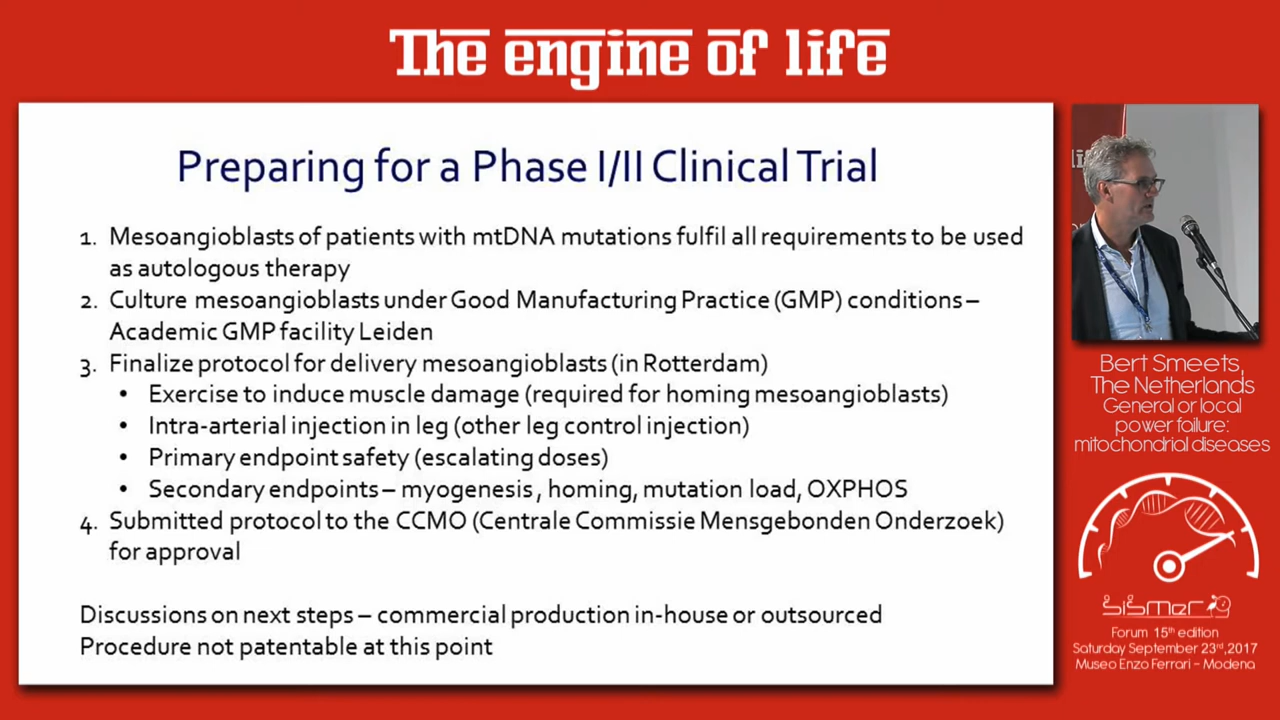 The engine of life
Preparing for a Phase I/II Clinical Trial
1. Mesoangioblasts of patients with mtDNA mutations fulfil all requirements to be used
as autologous therapy
2. Culture mesoangioblasts under Good Manufacturing Practice (GMP) conditions –
Academic GMP facility Leiden
3. Finalize protocol for delivery mesoangioblasts (in Rotterdam)
• Exercise to induce muscle damage (required for homing mesoangioblasts)
• Intra-arterial injection in leg (other leg control injection)
• Primary endpoint safety (escalating doses)
• Secondary endpoints – myogenesis , homing, mutation load, OXPHOS
4. Submitted protocol to the CCMO (Centrale Commissie Mensgebonden Onderzoek)
for approval
Discussions on next steps – commercial production in-house or outsourced
Procedure not patentable at this point
Bert Smeets,
The Netherlands
General or local
power failure:
mitochondrial diseases
SISMER
Forum 15th edition
Saturday September 23rd,2017
Museo Enzo Ferrari - Modena